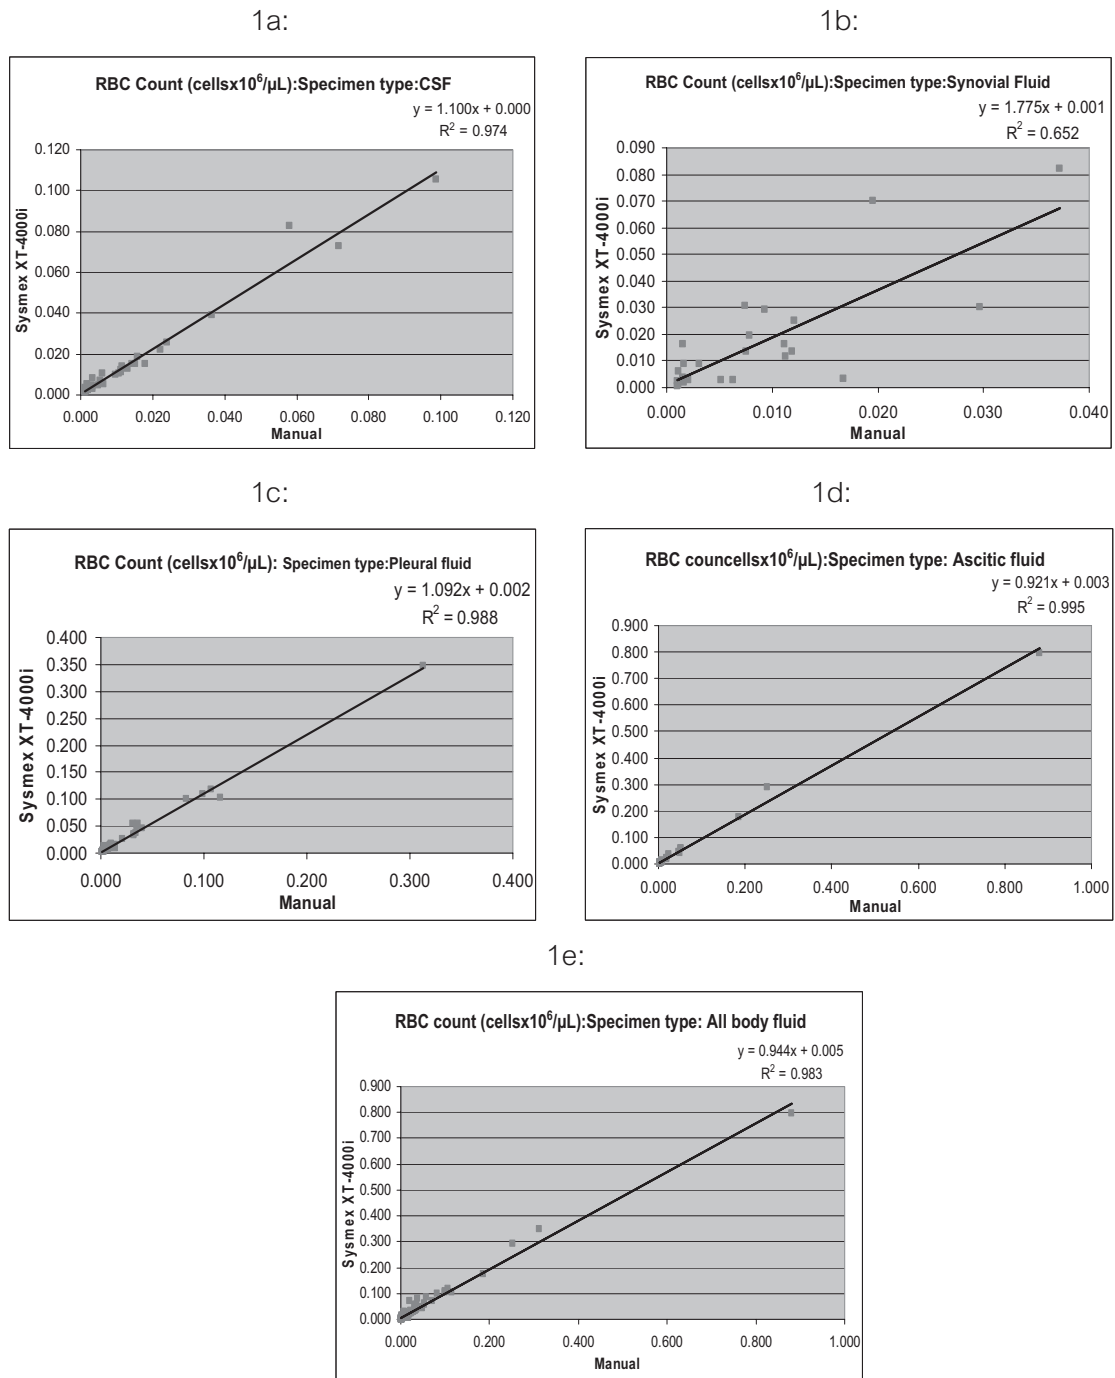 1a:
RBC Count (cellsx10⁶/µL):Specimen type:CSF
y = 1.100x + 0.000
R² = 0.974
Sysmex XT-4000i
0.120
0.100
0.080
0.060
0.040
0.020
0.000
0.000 0.020 0.040 0.060 0.080 0.100 0.120
Manual
1b:
RBC Count (cellsx10⁶/µL):Specimen type:Synovial Fluid
y = 1.775x + 0.001
R² = 0.652
Sysmex XT-4000i
0.090
0.080
0.070
0.060
0.050
0.040
0.030
0.020
0.010
0.000
0.000 0.010 0.020 0.030 0.040
Manual
1c:
RBC Count (cellsx10⁶/µL): Specimen type:Pleural fluid
y = 1.092x + 0.002
R² = 0.988
Sysmex XT-4000i
0.400
0.350
0.300
0.250
0.200
0.150
0.100
0.050
0.000
0.000 0.100 0.200 0.300 0.400
Manual
1d:
RBC councellsx10⁶/µL):Specimen type: Ascitic fluid
y = 0.921x + 0.003
R² = 0.995
Sysmex XT-4000i
0.900
0.800
0.700
0.600
0.500
0.400
0.300
0.200
0.100
0.000
0.000 0.200 0.400 0.600 0.800 1.000
Manual
1e:
RBC count (cellsx10⁶/µL):Specimen type: All body fluid
y = 0.944x + 0.005
R² = 0.983
Sysmex XT-4000i
0.900
0.800
0.700
0.600
0.500
0.400
0.300
0.200
0.100
0.000
0.000 0.200 0.400 0.600 0.800 1.000
Manual